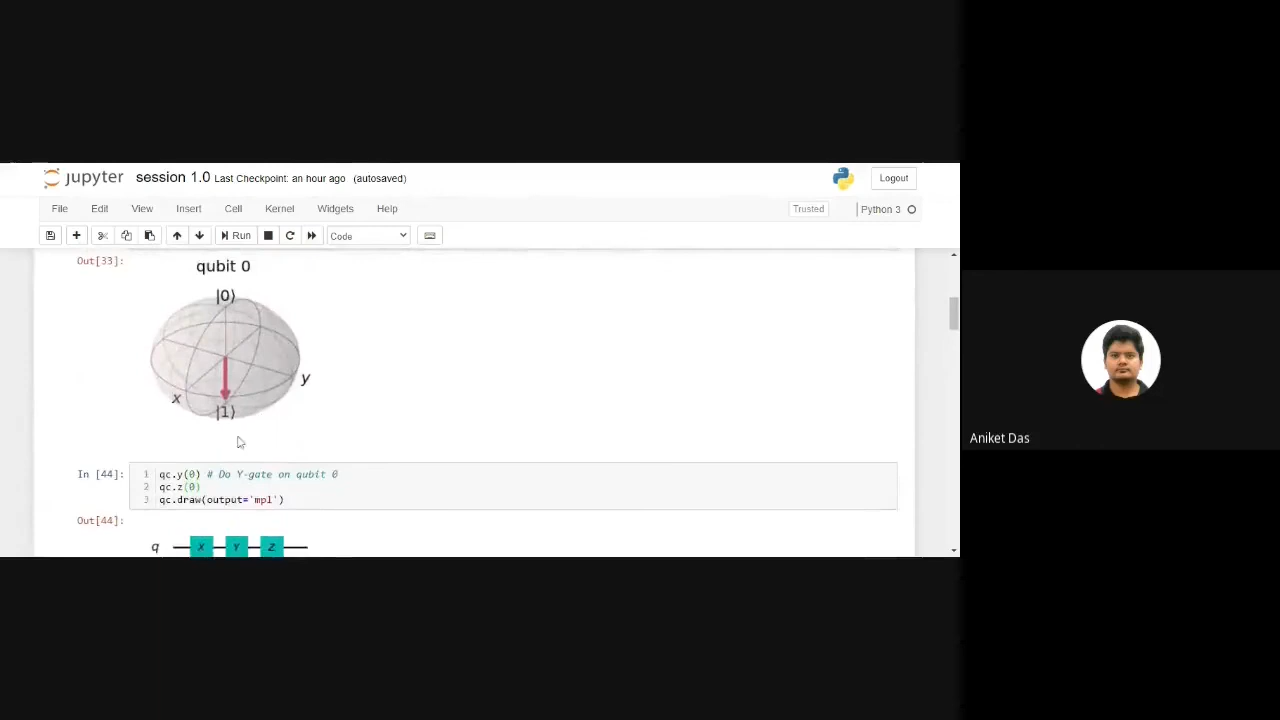 jupyter session 1.0 Last Checkpoint: an hour ago (autosaved) Logout
File Edit View Insert Cell Kernel Widgets Help Trusted Python 3
Run Code
Out[33]:
qubit 0
|0⟩
y
x
|1⟩
In [44]: 1 qc.y(0) # Do Y-gate on qubit 0
2 qc.z(0)
3 qc.draw(output='mpl')
Out[44]:
q X Y Z
Aniket Das